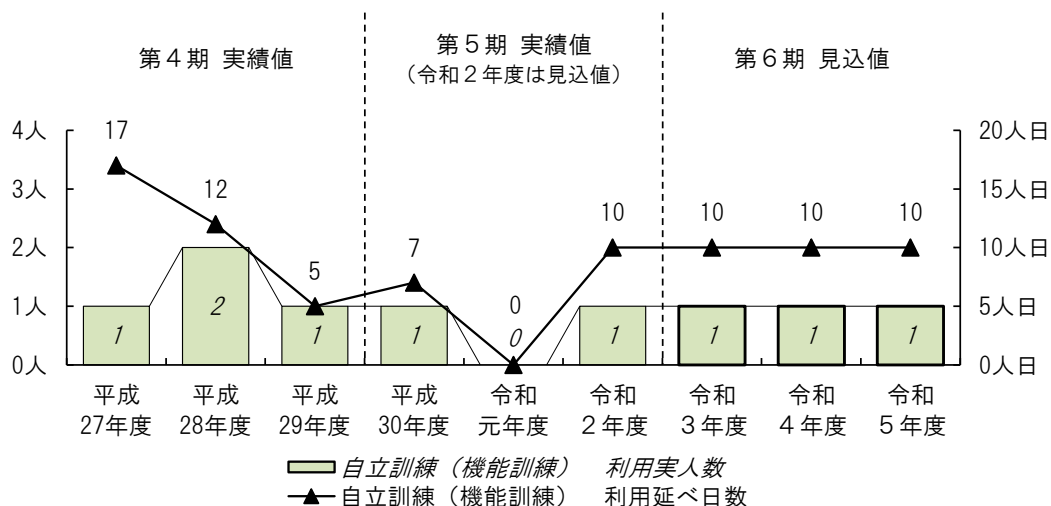 第４期 実績値
第５期 実績値
（令和２年度は見込値）
第６期 見込値
4人
3人
2人
1人
0人
20人日
15人日
10人日
5人日
0人日
17
12
5
7
0
10
10
10
10
1
2
1
1
0
1
1
1
1
平成
27年度
平成
28年度
平成
29年度
平成
30年度
令和
元年度
令和
２年度
令和
３年度
令和
４年度
令和
５年度
自立訓練（機能訓練）　利用実人数
自立訓練（機能訓練）　利用延べ日数